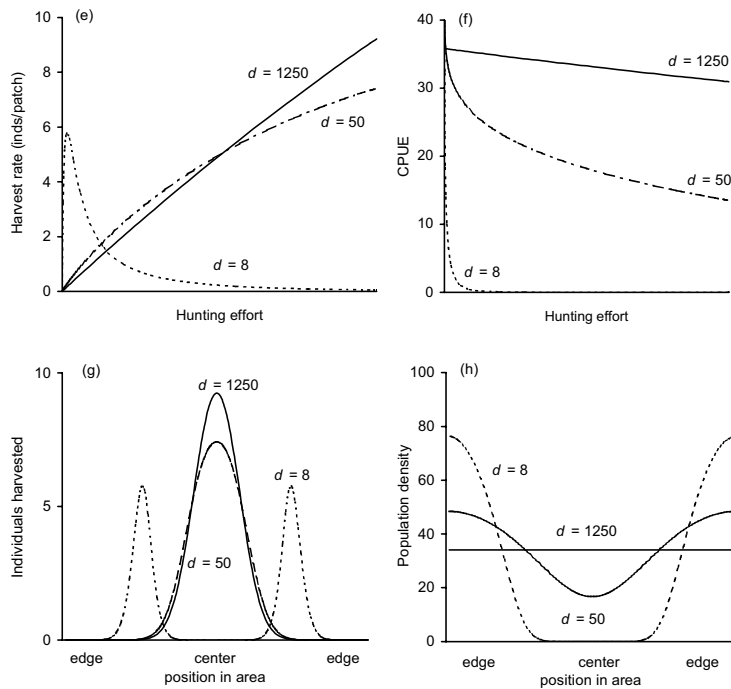 (e)
10
8
6
4
2
0
Harvest rate (inds/patch)
d = 1250
d = 50
d = 8
Hunting effort
(f)
40
30
20
10
0
CPUE
d = 1250
d = 50
d = 8
Hunting effort
(g)
10
5
0
Individuals harvested
d = 1250
d = 8
d = 50
edge center edge
position in area
(h)
100
80
60
40
20
0
Population density
d = 8
d = 1250
d = 50
edge center edge
position in area